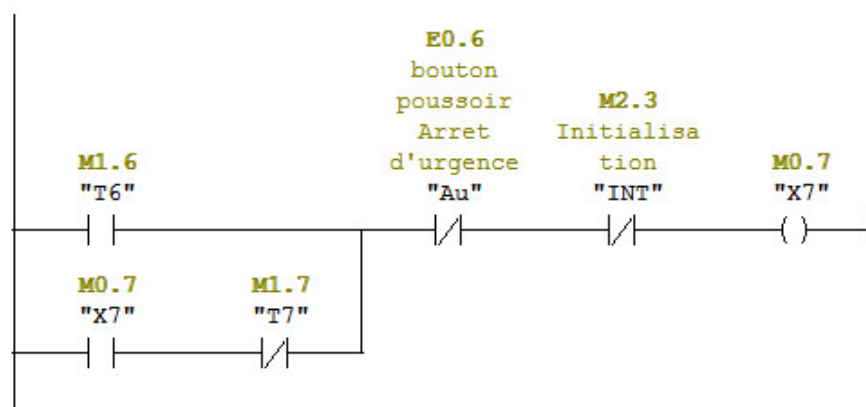 E0.6
bouton
poussoir
Arret
d'urgence
"Au"
M2.3
Initialisa
tion
"INT"
M1.6
"T6"
M0.7
"X7"
M0.7
"X7"
M1.7
"T7"